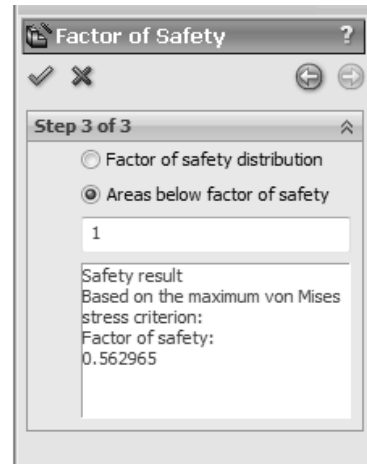 Factor of Safety ?
Step 3 of 3
Factor of safety distribution
Areas below factor of safety
1
Safety result
Based on the maximum von Mises
stress criterion:
Factor of safety:
0.562965